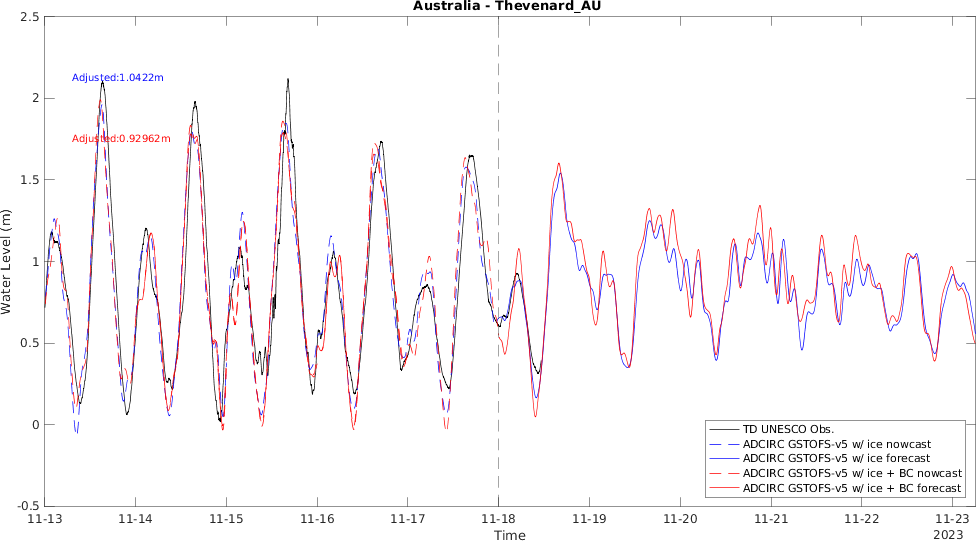 Australia - Thevenard_AU
2.5
2
1.5
1
0.5
0
-0.5
Water Level (m)
Adjusted:1.0422m
Adjusted:0.92962m
TD UNESCO Obs.
ADCIRC GSTOFS-v5 w/ ice nowcast
ADCIRC GSTOFS-v5 w/ ice forecast
ADCIRC GSTOFS-v5 w/ ice + BC nowcast
ADCIRC GSTOFS-v5 w/ ice + BC forecast
11-13 11-14 11-15 11-16 11-17 11-18 11-19 11-20 11-21 11-22 11-23
Time
2023